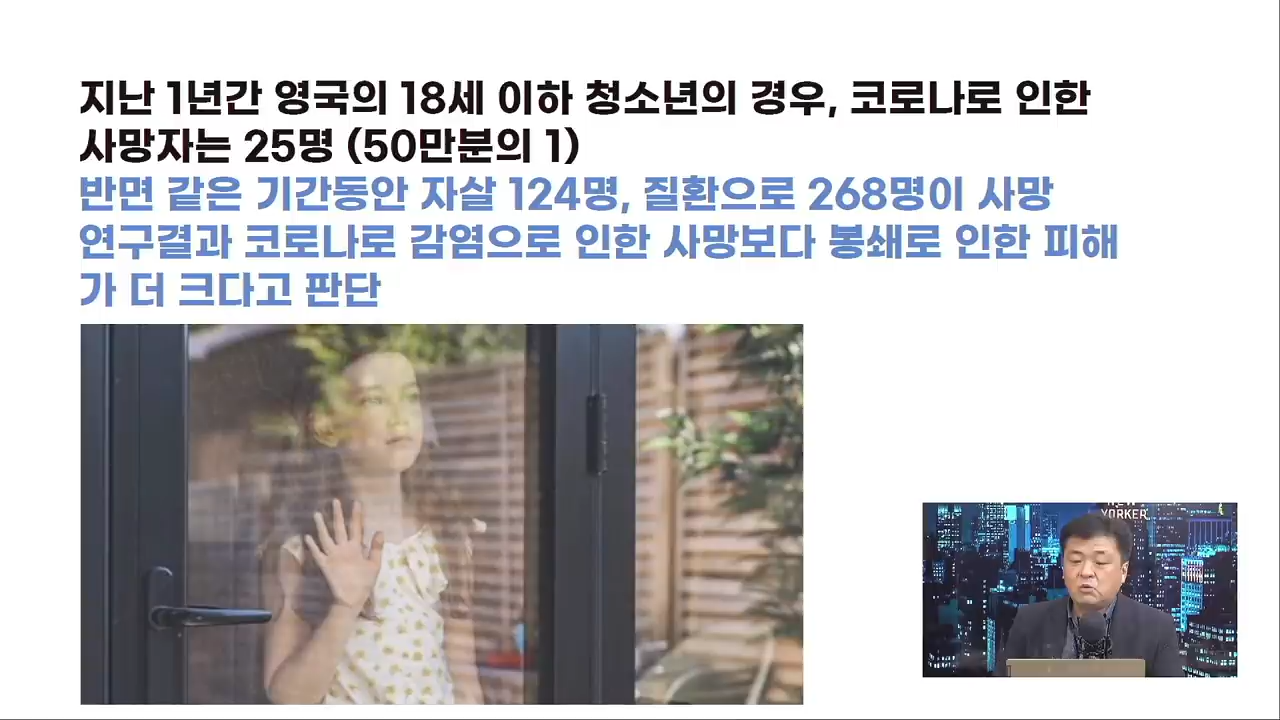 지난 1년간 영국의 18세 이하 청소년의 경우, 코로나로 인한
사망자는 25명 (50만분의 1)
반면 같은 기간동안 자살 124명, 질환으로 268명이 사망
연구결과 코로나로 감염으로 인한 사망보다 봉쇄로 인한 피해
가 더 크다고 판단
NEW
YORKER